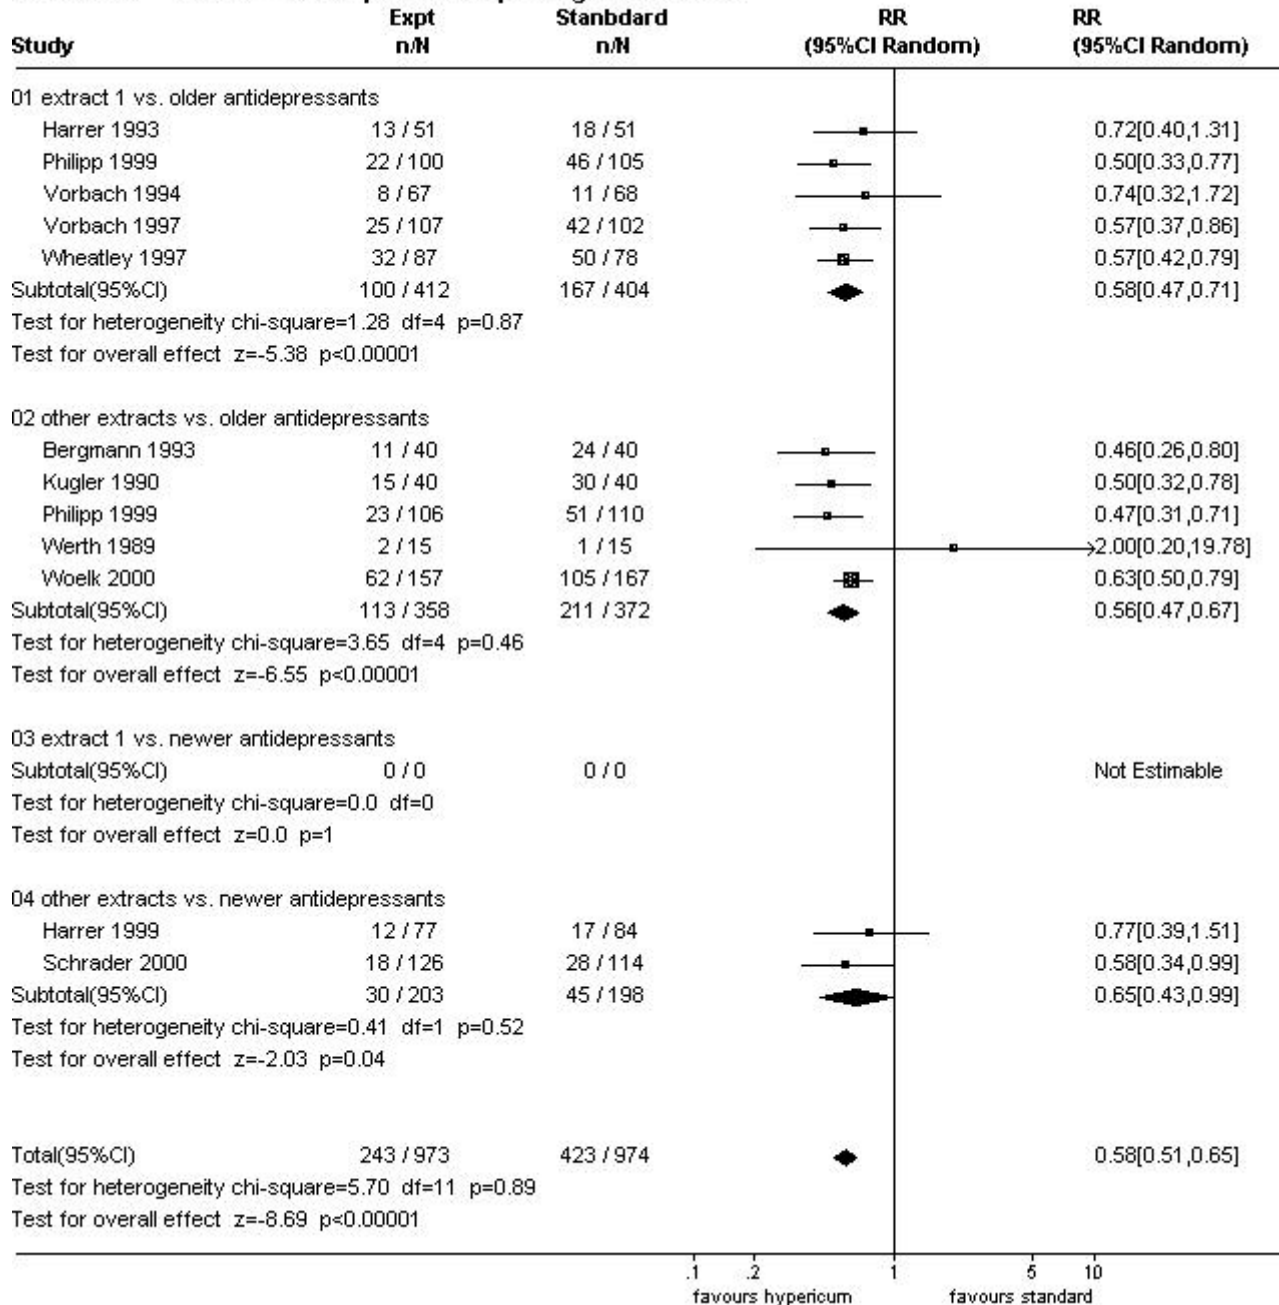 Expt Stanbdard RR RR
Study n/N n/N (95%CI Random) (95%CI Random)
01 extract 1 vs. older antidepressants
Harrer 1993 13 / 51 18 / 51 0.72[0.40,1.31]
Philipp 1999 22 / 100 46 / 105 0.50[0.33,0.77]
Vorbach 1994 8 / 67 11 / 68 0.74[0.32,1.72]
Vorbach 1997 25 / 107 42 / 102 0.57[0.37,0.86]
Wheatley 1997 32 / 87 50 / 78 0.57[0.42,0.79]
Subtotal(95%CI) 100 / 412 167 / 404 0.58[0.47,0.71]
Test for heterogeneity chi-square=1.28 df=4 p=0.87
Test for overall effect z=-5.38 p<0.00001
02 other extracts vs. older antidepressants
Bergmann 1993 11 / 40 24 / 40 0.46[0.26,0.80]
Kugler 1990 15 / 40 30 / 40 0.50[0.32,0.78]
Philipp 1999 23 / 106 51 / 110 0.47[0.31,0.71]
Werth 1989 2 / 15 1 / 15 2.00[0.20,19.78]
Woelk 2000 62 / 157 105 / 167 0.63[0.50,0.79]
Subtotal(95%CI) 113 / 358 211 / 372 0.56[0.47,0.67]
Test for heterogeneity chi-square=3.65 df=4 p=0.46
Test for overall effect z=-6.55 p<0.00001
03 extract 1 vs. newer antidepressants
Subtotal(95%CI) 0 / 0 0 / 0 Not Estimable
Test for heterogeneity chi-square=0.0 df=0
Test for overall effect z=0.0 p=1
04 other extracts vs. newer antidepressants
Harrer 1999 12 / 77 17 / 84 0.77[0.39,1.51]
Schrader 2000 18 / 126 28 / 114 0.58[0.34,0.99]
Subtotal(95%CI) 30 / 203 45 / 198 0.65[0.43,0.99]
Test for heterogeneity chi-square=0.41 df=1 p=0.52
Test for overall effect z=-2.03 p=0.04
Total(95%CI) 243 / 973 423 / 974 0.58[0.51,0.65]
Test for heterogeneity chi-square=5.70 df=11 p=0.89
Test for overall effect z=-8.69 p<0.00001
.1 .2 1 5 10
favours hypericum favours standard